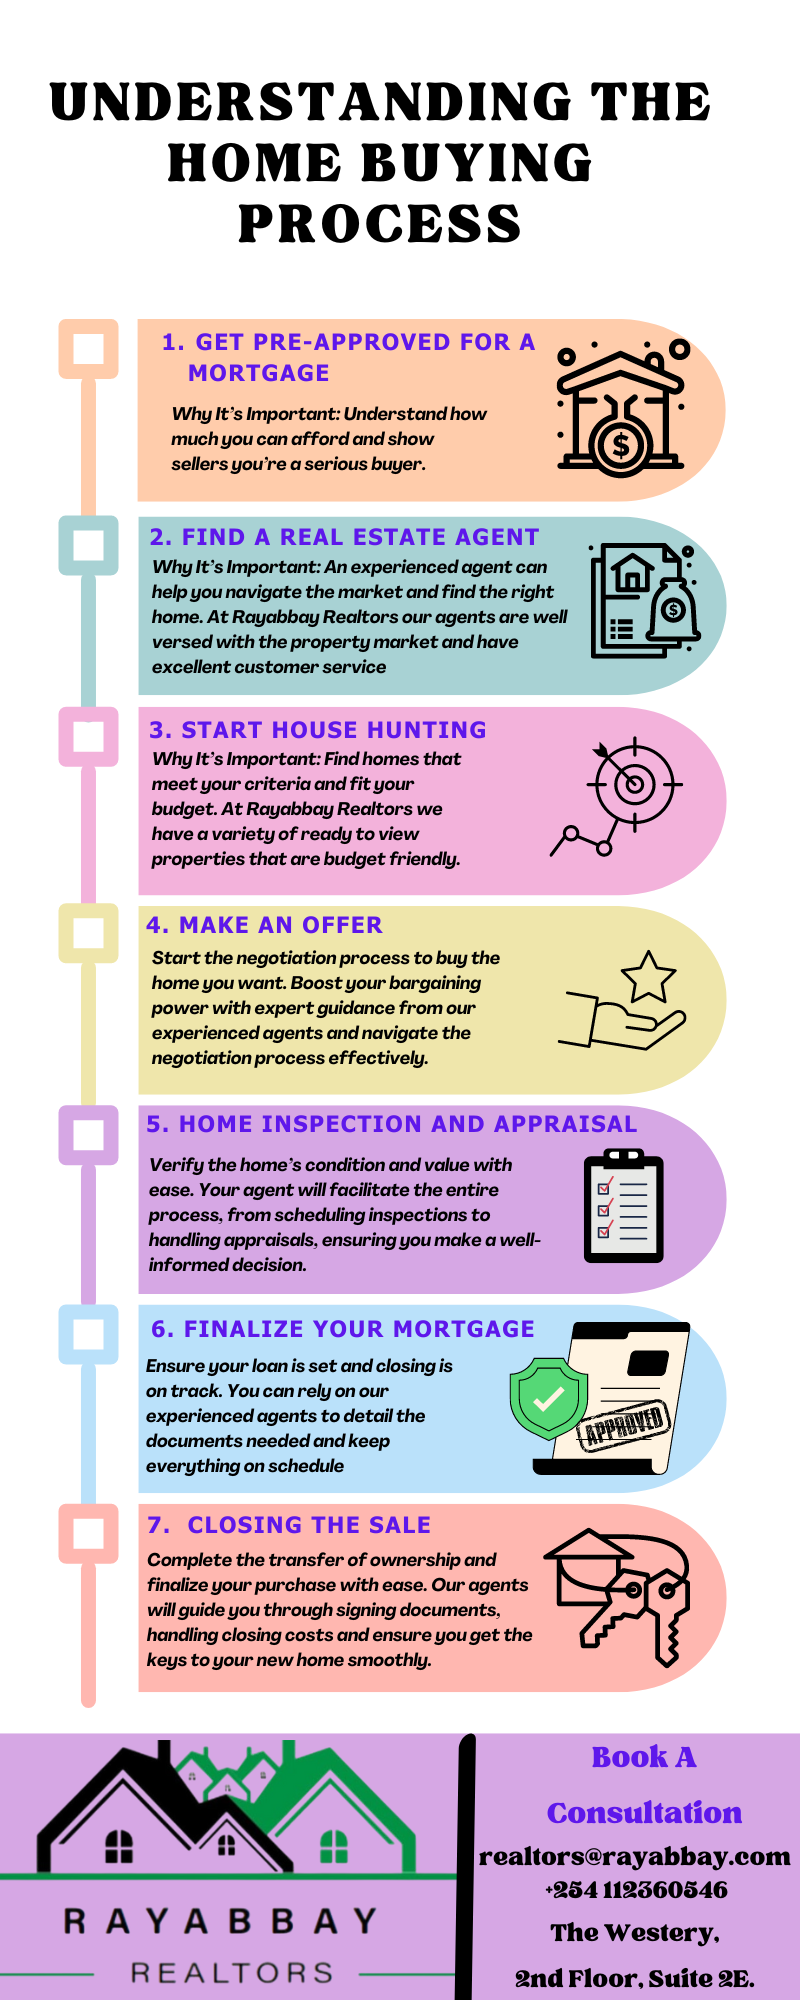 UNDERSTANDING THE
HOME BUYING
PROCESS
1. GET PRE-APPROVED FOR A
MORTGAGE
Why It's Important: Understand how
much you can afford and show
sellers you're a serious buyer.
$
2. FIND A REAL ESTATE AGENT
Why It's Important: An experienced agent can
help you navigate the market and find the right
home. At Rayabbay Realtors our agents are well
versed with the property market and have
excellent customer service
$
3. START HOUSE HUNTING
Why It's Important: Find homes that
meet your criteria and fit your
budget. At Rayabbay Realtors we
have a variety of ready to view
properties that are budget friendly.
4. MAKE AN OFFER
Start the negotiation process to buy the
home you want. Boost your bargaining
power with expert guidance from our
experienced agents and navigate the
negotiation process effectively.
5. HOME INSPECTION AND APPRAISAL
Verify the home's condition and value with
ease. Your agent will facilitate the entire
process, from scheduling inspections to
handling appraisals, ensuring you make a well-
informed decision.
6. FINALIZE YOUR MORTGAGE
Ensure your loan is set and closing is
on track. You can rely on our
experienced agents to detail the
documents needed and keep
everything on schedule
APPROVED
7. CLOSING THE SALE
Complete the transfer of ownership and
finalize your purchase with ease. Our agents
will guide you through signing documents,
handling closing costs and ensure you get the
keys to your new home smoothly.
RAYABBAY
REALTORS
Book A
Consultation
realtors@rayabbay.com
+254 112360546
The Westery,
2nd Floor, Suite 2E.